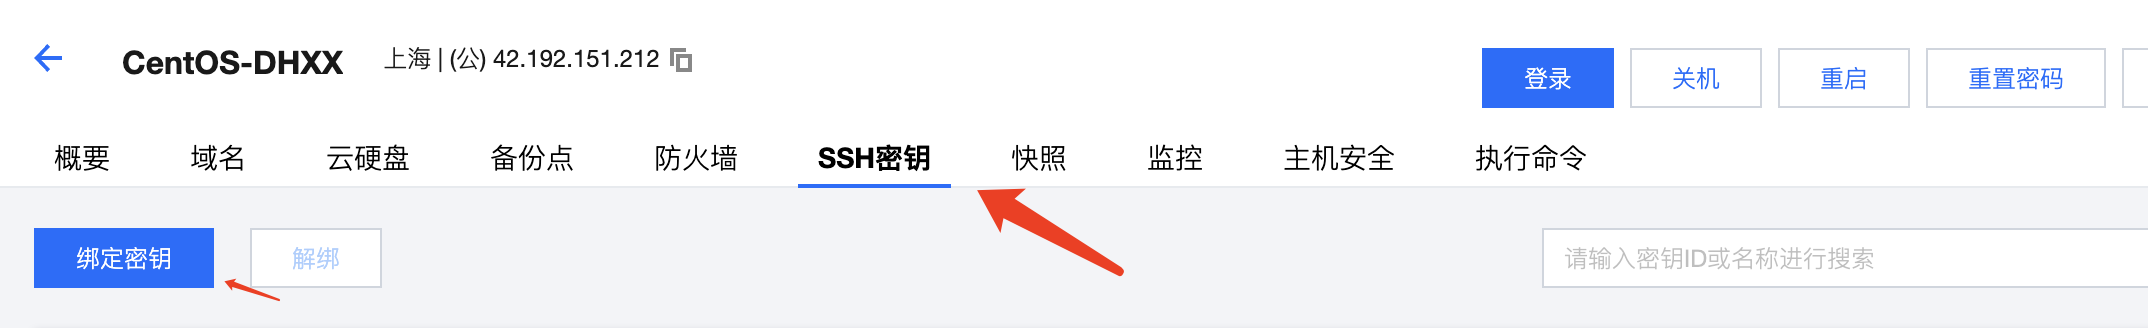 CentOS-DHXX 上海 | (公) 42.192.151.212
登录 关机 重启 重置密码
概要 域名 云硬盘 备份点 防火墙 SSH密钥 快照 监控 主机安全 执行命令
绑定密钥 解绑 请输入密钥ID或名称进行搜索